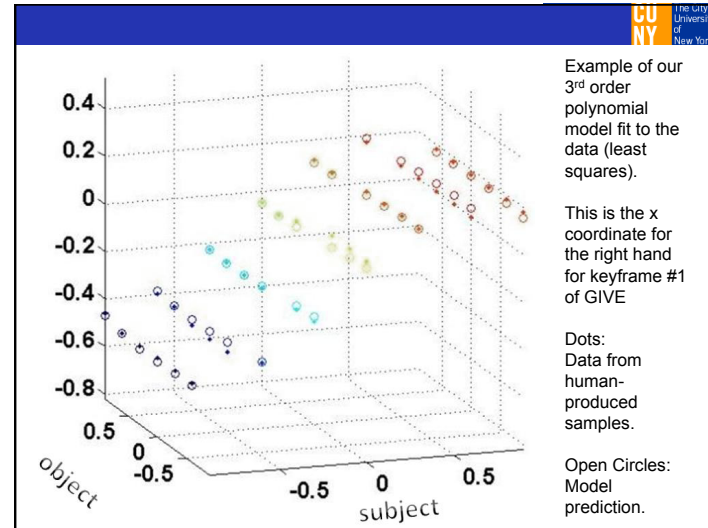 CU
NY
The City
Universit
of
New Yor
Example of our
3rd order
polynomial
model fit to the
data (least
squares).
This is the x
coordinate for
the right hand
for keyframe #1
of GIVE
Dots:
Data from
human-
produced
samples.
Open Circles:
Model
prediction.
0.4
0.2
0
-0.2
-0.4
-0.6
-0.8
0.5
0
-0.5
object
-0.5
0
0.5
subject